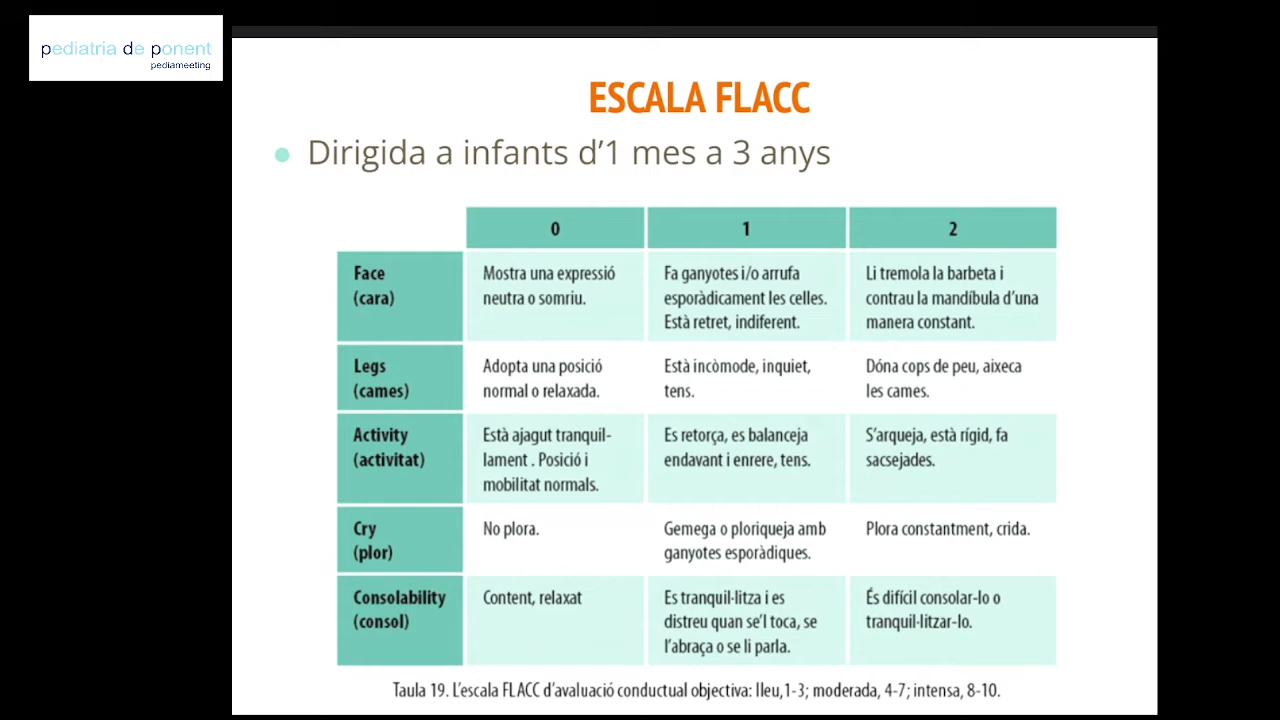 pediatria de ponent
pediameeting
ESCALA FLACC
Dirigida a infants d’1 mes a 3 anys
0
1
2
Face
(cara)
Mostra una expressió
neutra o somriu.
Fa ganyotes i/o arrufa
esporàdicament les celles.
Està retret, indiferent.
Li tremola la barbeta i
contrau la mandíbula d’una
manera constant.
Legs
(cames)
Adopta una posició
normal o relaxada.
Està incòmode, inquiet,
tens.
Dóna cops de peu, aixeca
les cames.
Activity
(activitat)
Està ajagut tranquil-
lament . Posició i
mobilitat normals.
Es retorça, es balanceja
endavant i enrere, tens.
S’arqueja, està rígid, fa
sacsejades.
Cry
(plor)
No plora.
Gemega o ploriqueja amb
ganyotes esporàdiques.
Plora constantment, crida.
Consolability
(consol)
Content, relaxat
Es tranquil·litza i es
distreu quan se’l toca, se
l’abraça o se li parla.
És difícil consolar-lo o
tranquil·litzar-lo.
Taula 19. L’escala FLACC d’avaluació conductual objectiva: lleu,1-3; moderada, 4-7; intensa, 8-10.